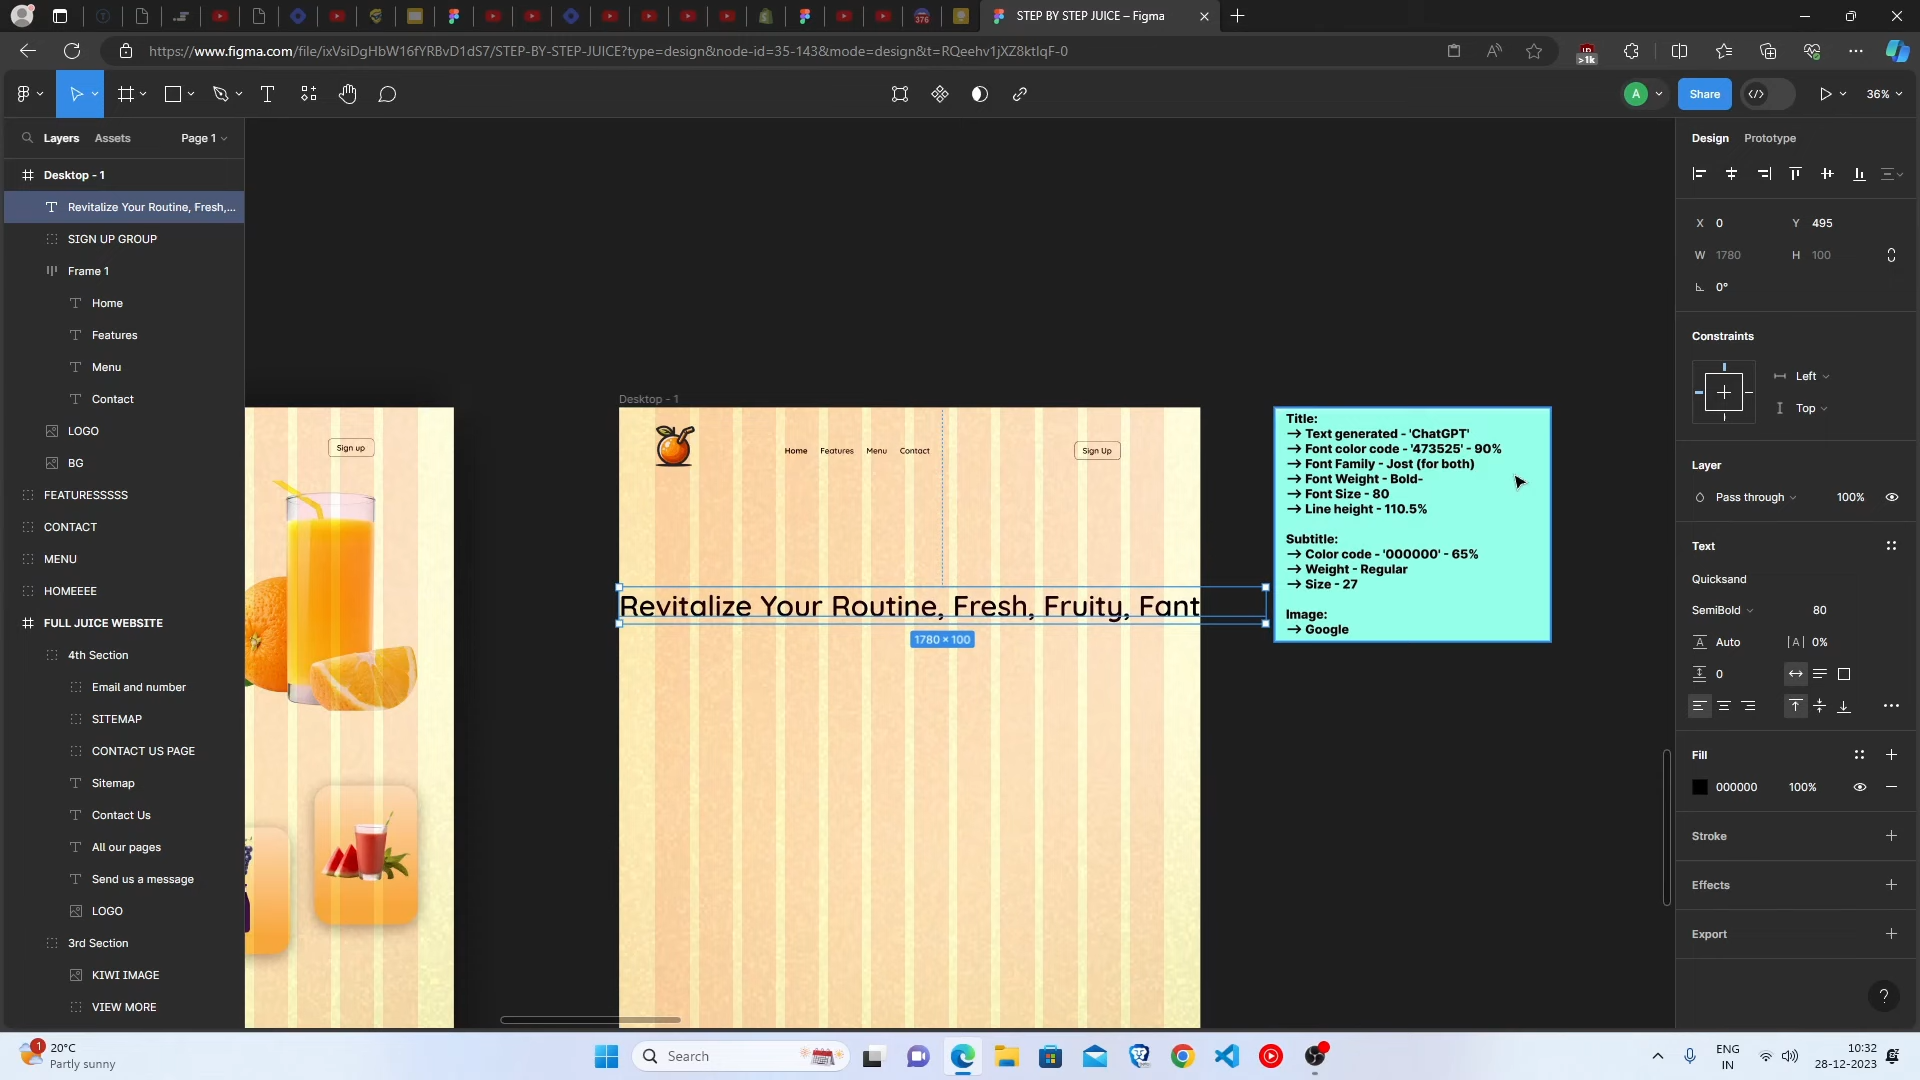 376
STEP BY STEP JUICE – Figma
https://www.figma.com/file/ixVsiDgHbW16fYRBvD1dS7/STEP-BY-STEP-JUICE?type=design&node-id=35-143&mode=design&t=RQeehv1jXZ8ktlqF-0
>1k
A
Share
36%
Layers
Assets
Page 1
Design
Prototype
Desktop - 1
Revitalize Your Routine, Fresh,...
SIGN UP GROUP
Frame 1
Home
Features
Menu
Contact
LOGO
BG
FEATURESSSSS
CONTACT
MENU
HOMEEEE
FULL JUICE WEBSITE
4th Section
Email and number
SITEMAP
CONTACT US PAGE
Sitemap
Contact Us
All our pages
Send us a message
LOGO
3rd Section
KIWI IMAGE
VIEW MORE
Sign up
Desktop - 1
Home
Features
Menu
Contact
Sign Up
Revitalize Your Routine, Fresh, Fruity, Fant
1780 × 100
Title:
-> Text generated - 'ChatGPT'
-> Font color code - '473525' - 90%
-> Font Family - Jost (for both)
-> Font Weight - Bold-
-> Font Size - 80
-> Line height - 110.5%
Subtitle:
-> Color code - '000000' - 65%
-> Weight - Regular
-> Size - 27
Image:
-> Google
X 0
Y 495
W 1780
H 100
0°
Constraints
Left
Top
Layer
Pass through
100%
Text
Quicksand
SemiBold
80
Auto
0%
0
Fill
000000
100%
Stroke
Effects
Export
?
1
20°C
Partly sunny
Search
ENG
IN
10:32
28-12-2023